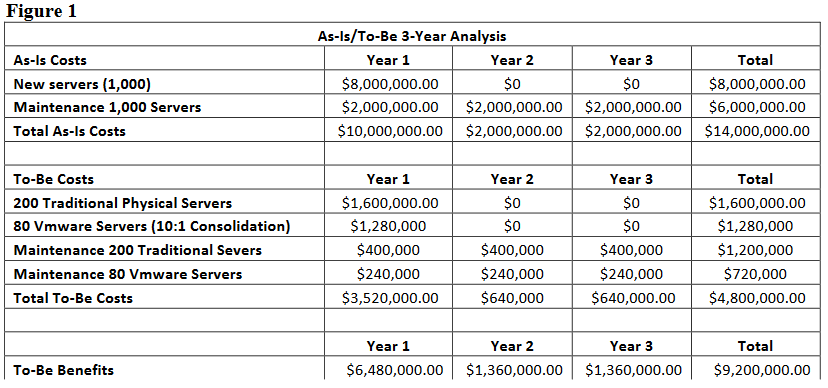 Figure 1
As-Is/To-Be 3-Year Analysis
As-Is Costs Year 1 Year 2 Year 3 Total
New servers (1,000) $8,000,000.00 $0 $0 $8,000,000.00
Maintenance 1,000 Servers $2,000,000.00 $2,000,000.00 $2,000,000.00 $6,000,000.00
Total As-Is Costs $10,000,000.00 $2,000,000.00 $2,000,000.00 $14,000,000.00
To-Be Costs Year 1 Year 2 Year 3 Total
200 Traditional Physical Servers $1,600,000.00 $0 $0 $1,600,000.00
80 Vmware Servers (10:1 Consolidation) $1,280,000 $0 $0 $1,280,000
Maintenance 200 Traditional Severs $400,000 $400,000 $400,000 $1,200,000
Maintenance 80 Vmware Servers $240,000 $240,000 $240,000 $720,000
Total To-Be Costs $3,520,000.00 $640,000 $640,000.00 $4,800,000.00
Year 1 Year 2 Year 3 Total
To-Be Benefits $6,480,000.00 $1,360,000.00 $1,360,000.00 $9,200,000.00